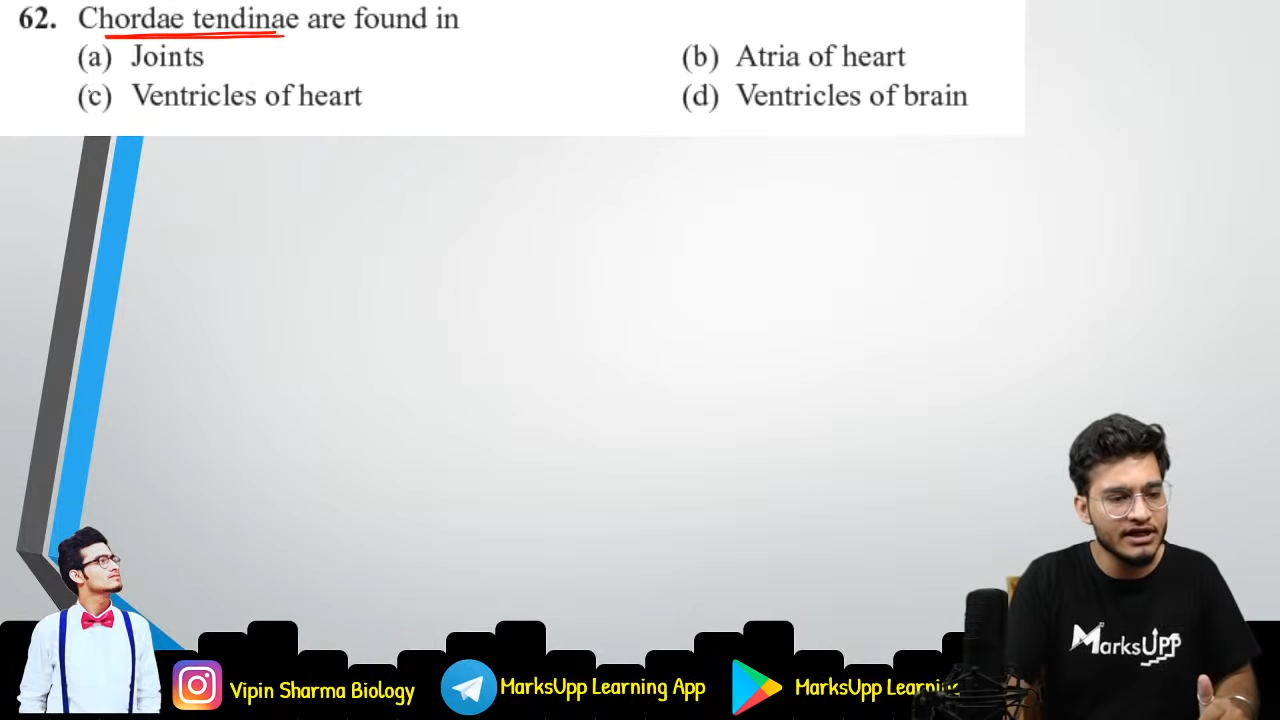 62. Chordae tendinae are found in
(a) Joints
(b) Atria of heart
(c) Ventricles of heart
(d) Ventricles of brain
MarksUPP
Vipin Sharma Biology
MarksUpp Learning App
MarksUpp Learning